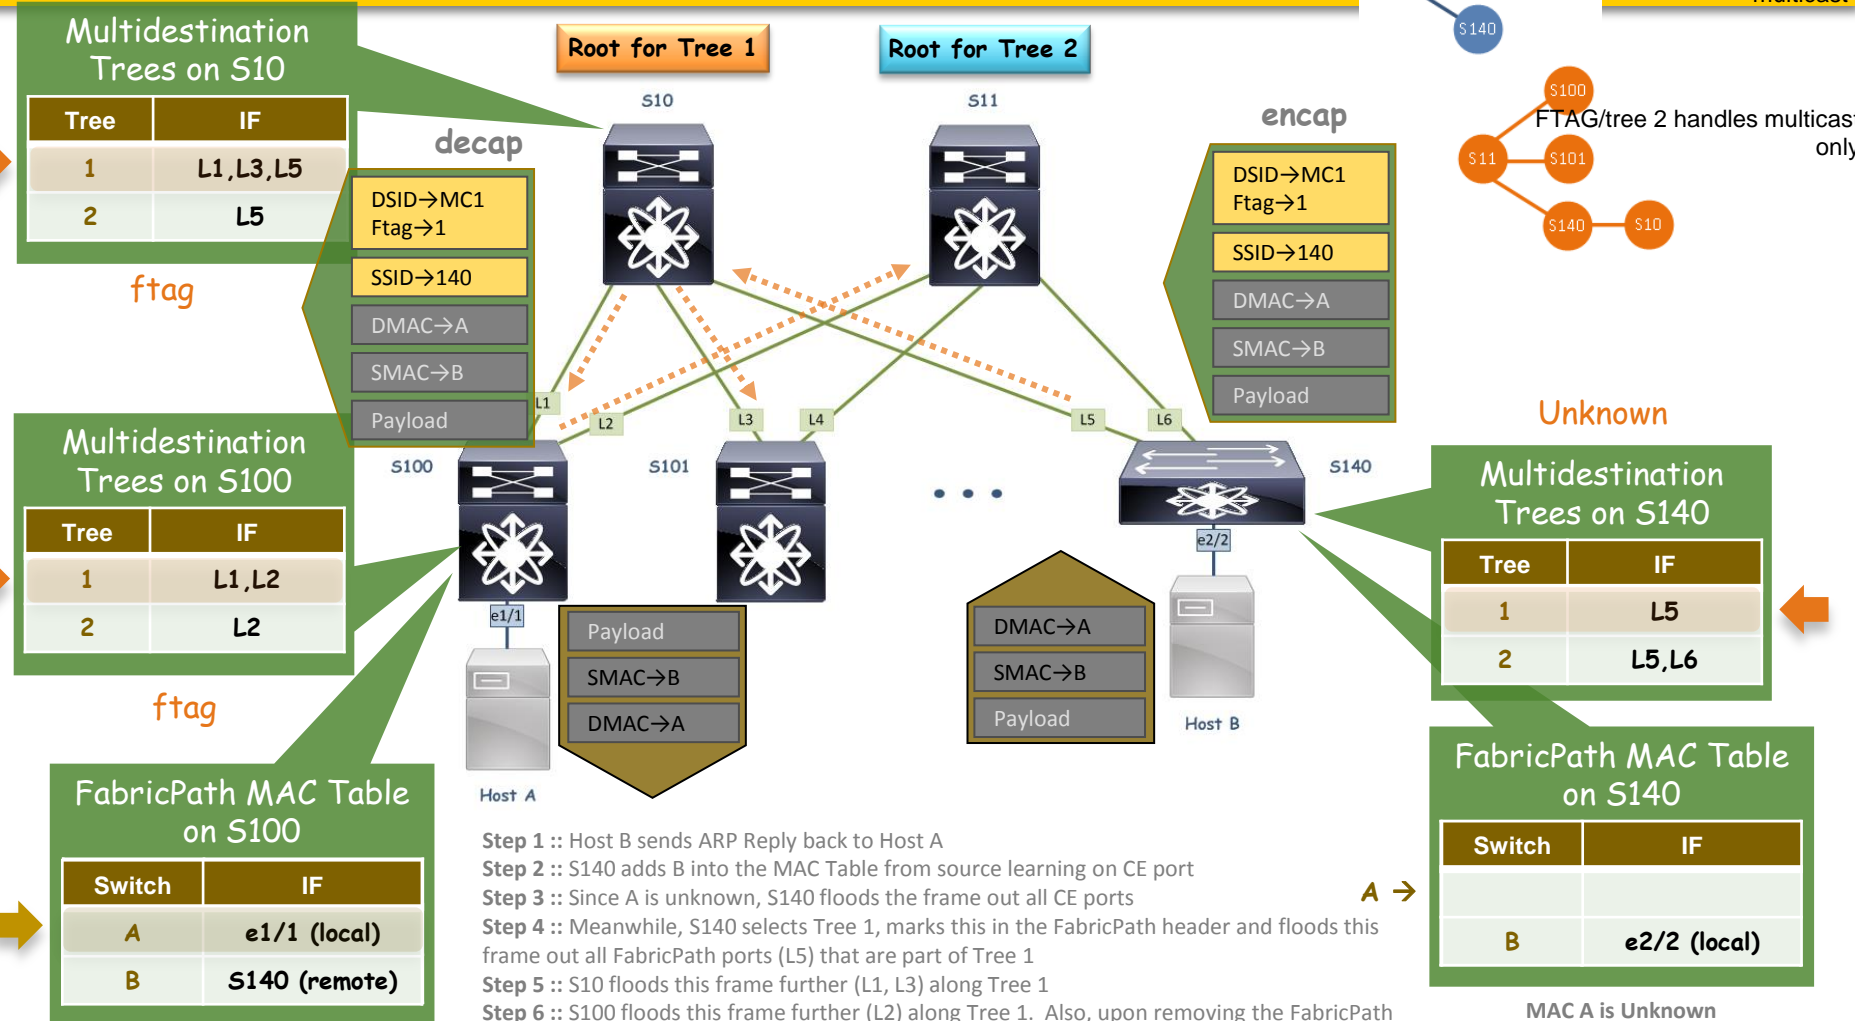 multicast
Multidestination
Trees on S10
Tree IF
1 L1,L3,L5
2 L5
ftag
Root for Tree 1
Root for Tree 2
S10
S11
decap
DSID→MC1
Ftag→1
SSID→140
DMAC→A
SMAC→B
Payload
encap
DSID→MC1
Ftag→1
SSID→140
DMAC→A
SMAC→B
Payload
S140
S100
FTAG/tree 2 handles multicast
only
S11
S101
S140
S10
L1
L2
L3
L4
L5
L6
S100
S101
S140
Unknown
Multidestination
Trees on S100
Tree IF
1 L1,L2
2 L2
ftag
Multidestination
Trees on S140
Tree IF
1 L5
2 L5,L6
e1/1
e2/2
Payload
SMAC→B
DMAC→A
DMAC→A
SMAC→B
Payload
Host A
Host B
FabricPath MAC Table
on S100
Switch IF
A e1/1 (local)
B S140 (remote)
FabricPath MAC Table
on S140
Switch IF
A →
B e2/2 (local)
MAC A is Unknown
Step 1 :: Host B sends ARP Reply back to Host A
Step 2 :: S140 adds B into the MAC Table from source learning on CE port
Step 3 :: Since A is unknown, S140 floods the frame out all CE ports
Step 4 :: Meanwhile, S140 selects Tree 1, marks this in the FabricPath header and floods this
frame out all FabricPath ports (L5) that are part of Tree 1
Step 5 :: S10 floods this frame further (L1, L3) along Tree 1
Step 6 :: S100 floods this frame further (L2) along Tree 1. Also, upon removing the FabricPath